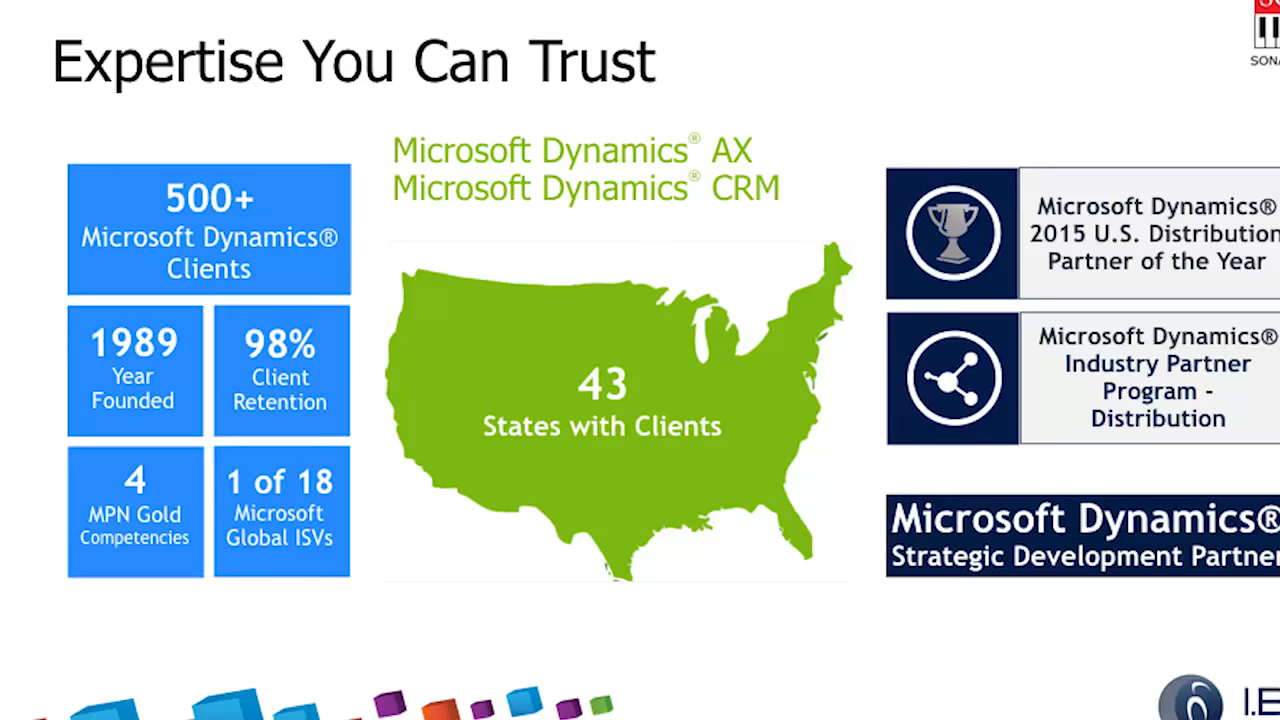 Expertise You Can Trust
500+
Microsoft Dynamics®
Clients
1989
Year
Founded
98%
Client
Retention
4
MPN Gold
Competencies
1 of 18
Microsoft
Global ISVs
Microsoft Dynamics® AX
Microsoft Dynamics® CRM
43
States with Clients
Microsoft Dynamics®
2015 U.S. Distribution
Partner of the Year
Microsoft Dynamics®
Industry Partner
Program -
Distribution
Microsoft Dynamics®
Strategic Development Partner
I.E